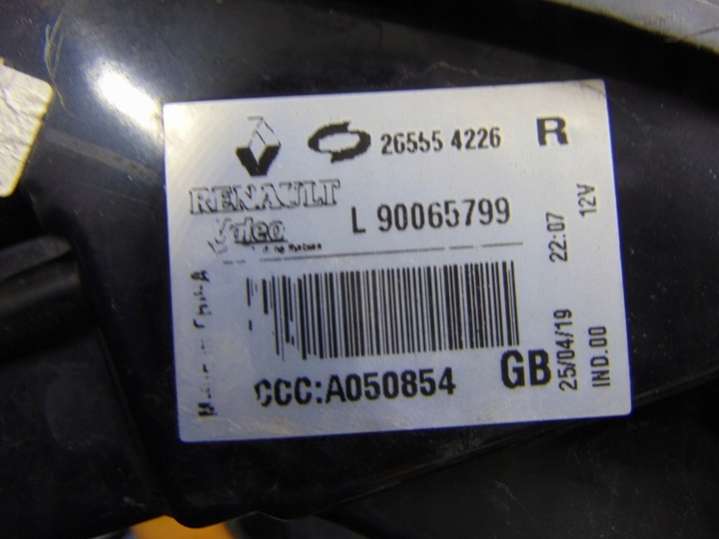 26555 4226 R
RENAULT
Valeo
L 90065799
CCC:A050854
GB
25/04/19 22:07
IND.00 12V